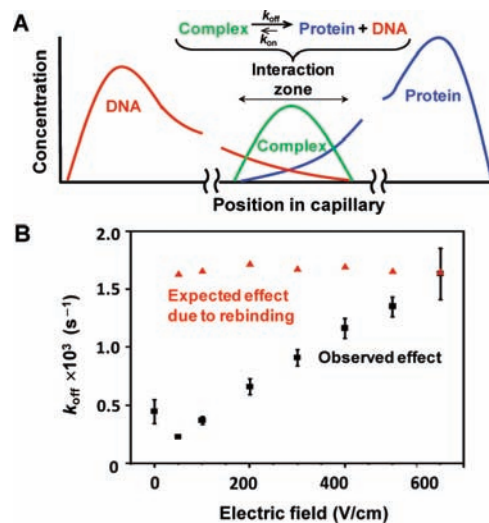 A
Complex k_off k_on Protein + DNA
Interaction
zone
DNA
Complex
Protein
Concentration
Position in capillary
B
2.0
1.5
1.0
0.5
0
Expected effect
due to rebinding
Observed effect
k_off ×10³ (s⁻¹)
0 200 400 600
Electric field (V/cm)